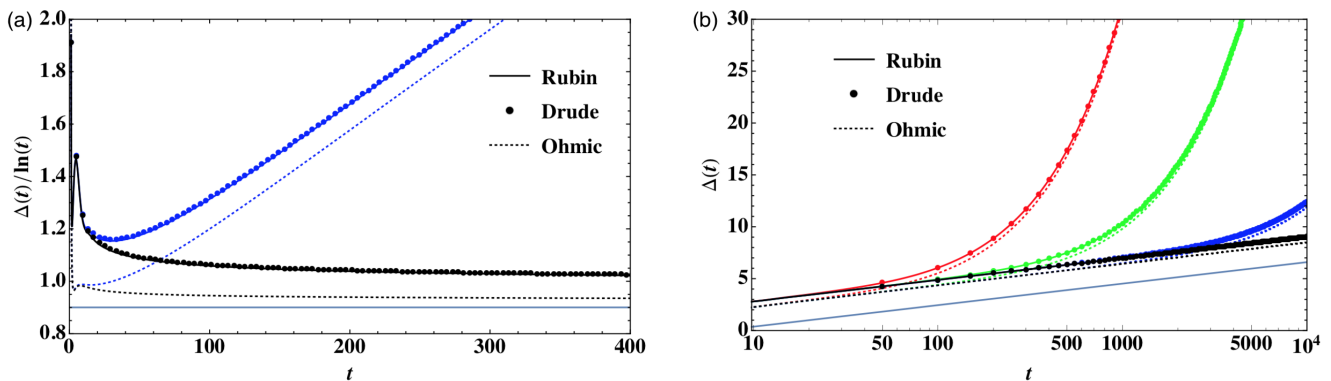 (a)
2.0
1.8
1.6
1.4
1.2
1.0
0.8
Δ(t)/ln(t)
Rubin
Drude
Ohmic
0 100 200 300 400
t
(b)
30
25
20
15
10
5
0
Δ(t)
Rubin
Drude
Ohmic
10 50 100 500 1000 5000 10⁴
t